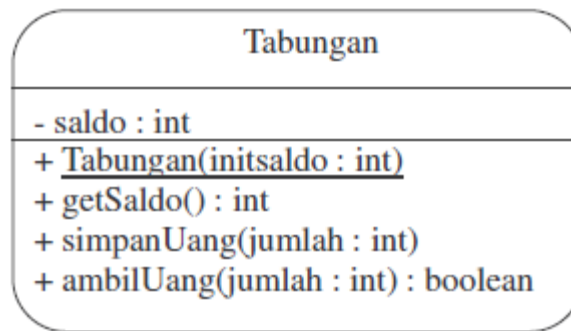 Tabungan
- saldo : int
+ Tabungan(initsaldo : int)
+ getSaldo() : int
+ simpanUang(jumlah : int)
+ ambilUang(jumlah : int) : boolean